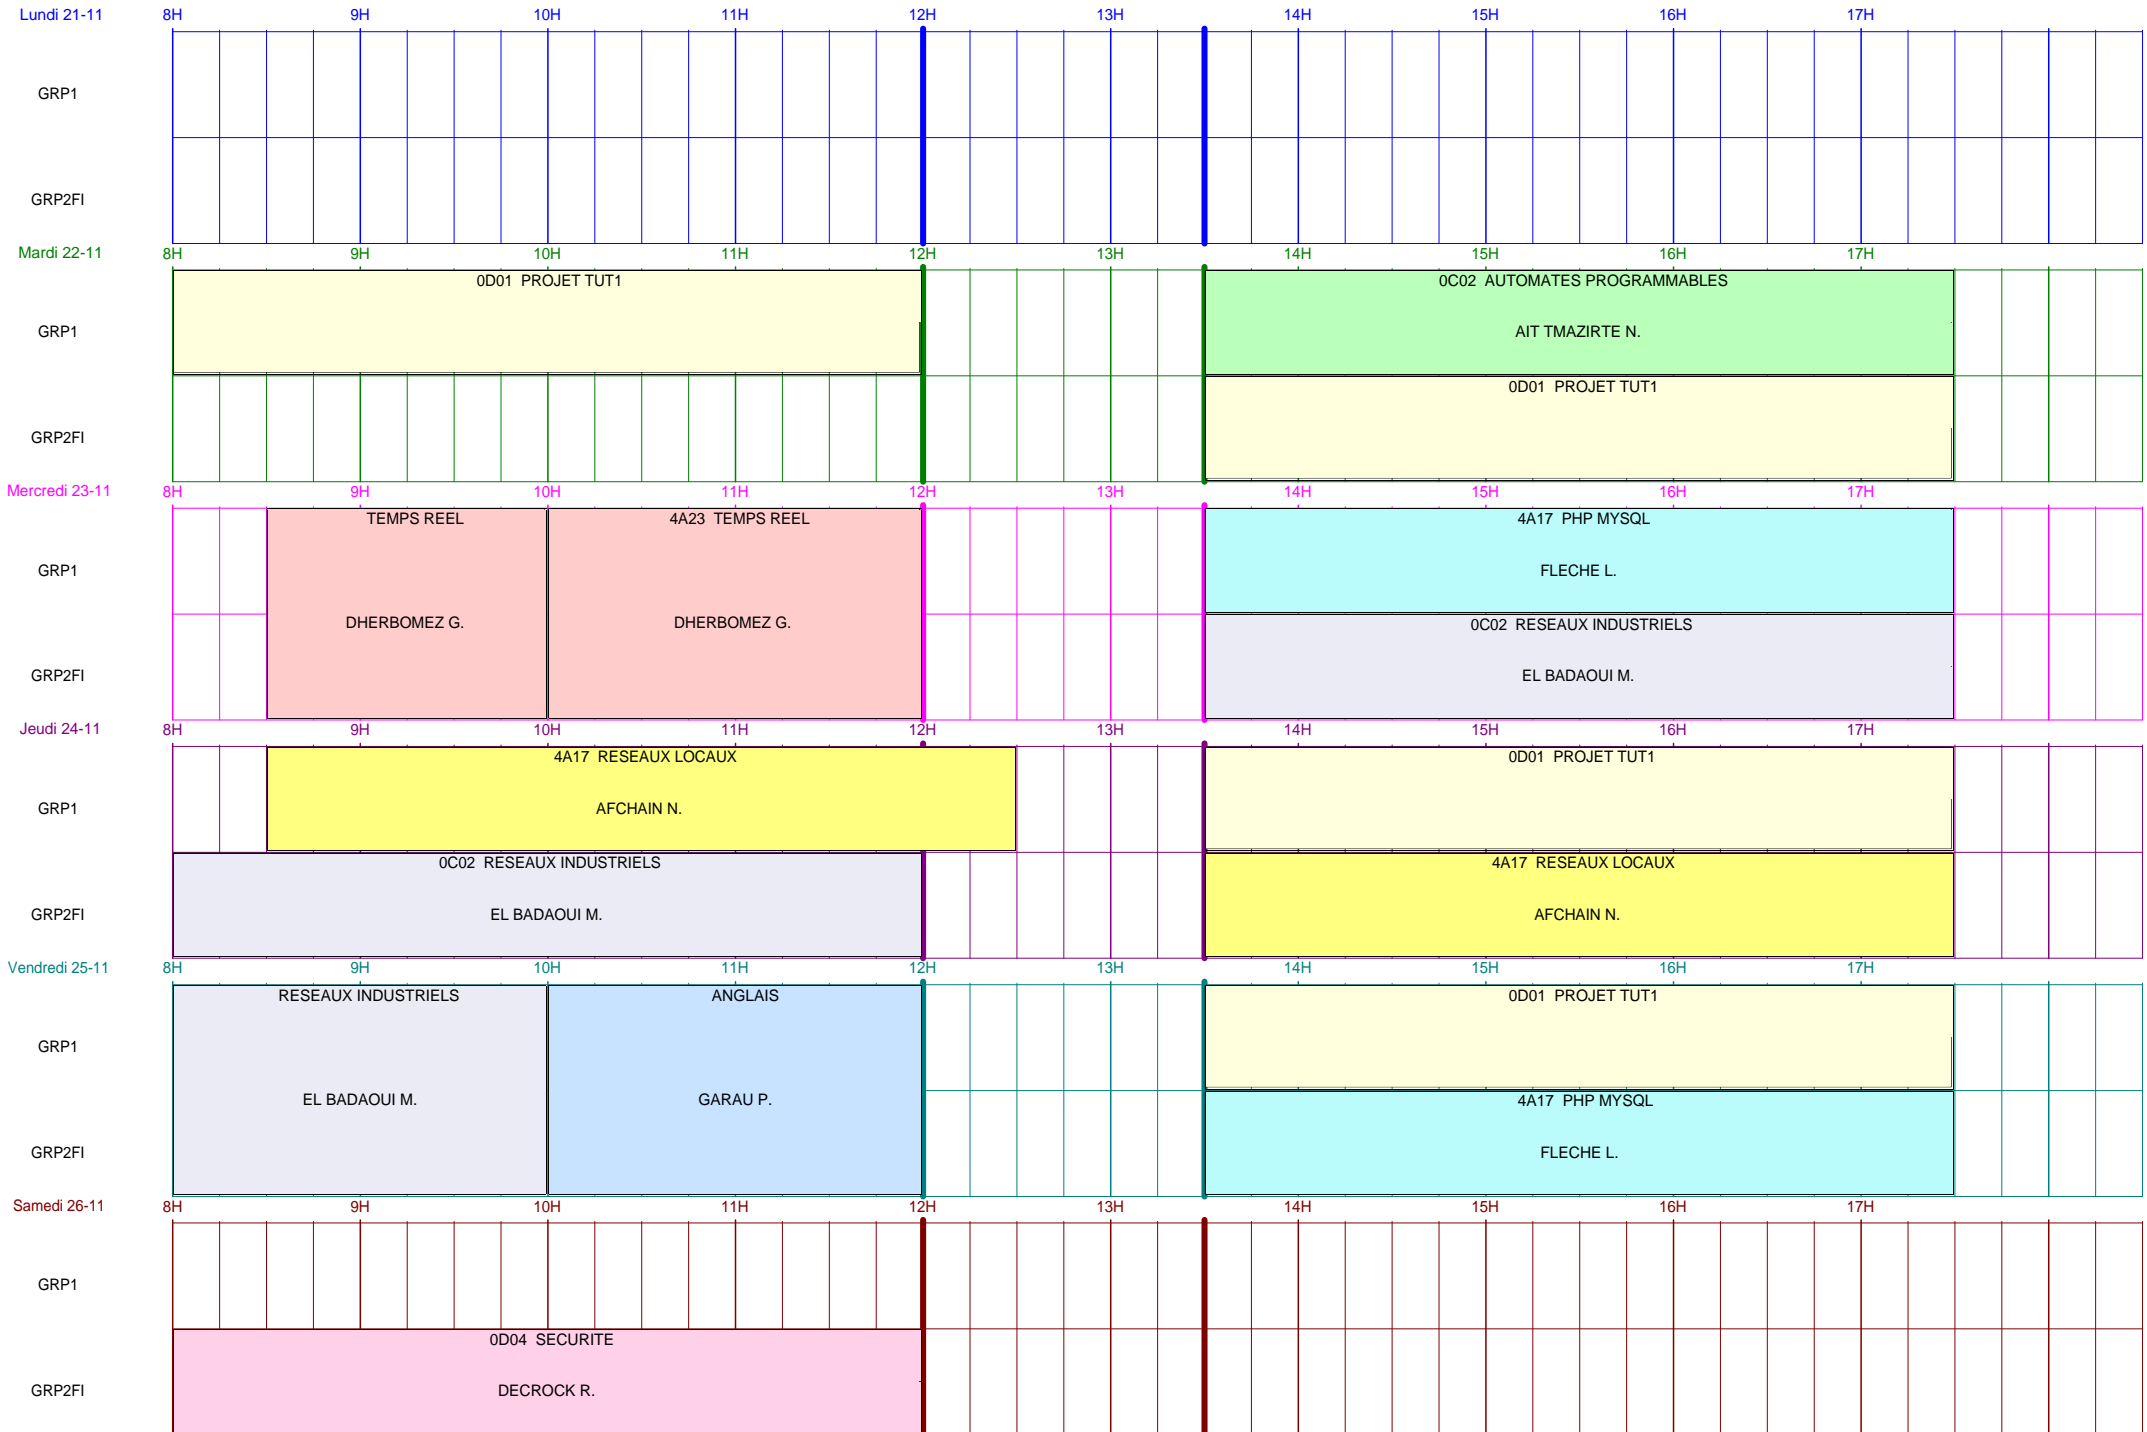 Lundi 21-11 8H 9H 10H 11H 12H 13H 14H 15H 16H 17H
GRP1
GRP2FI
Mardi 22-11 8H 9H 10H 11H 12H 13H 14H 15H 16H 17H
0D01 PROJET TUT1 0C02 AUTOMATES PROGRAMMABLES
GRP1 AIT TMAZIRTE N.
0D01 PROJET TUT1
GRP2FI
Mercredi 23-11 8H 9H 10H 11H 12H 13H 14H 15H 16H 17H
TEMPS REEL 4A23 TEMPS REEL 4A17 PHP MYSQL
GRP1 FLECHE L.
DHERBOMEZ G. DHERBOMEZ G. 0C02 RESEAUX INDUSTRIELS
GRP2FI EL BADAOUI M.
Jeudi 24-11 8H 9H 10H 11H 12H 13H 14H 15H 16H 17H
4A17 RESEAUX LOCAUX 0D01 PROJET TUT1
GRP1 AFCHAIN N.
0C02 RESEAUX INDUSTRIELS 4A17 RESEAUX LOCAUX
GRP2FI EL BADAOUI M. AFCHAIN N.
Vendredi 25-11 8H 9H 10H 11H 12H 13H 14H 15H 16H 17H
RESEAUX INDUSTRIELS ANGLAIS 0D01 PROJET TUT1
GRP1
EL BADAOUI M. GARAU P. 4A17 PHP MYSQL
GRP2FI FLECHE L.
Samedi 26-11 8H 9H 10H 11H 12H 13H 14H 15H 16H 17H
GRP1
0D04 SECURITE
GRP2FI DECROCK R.